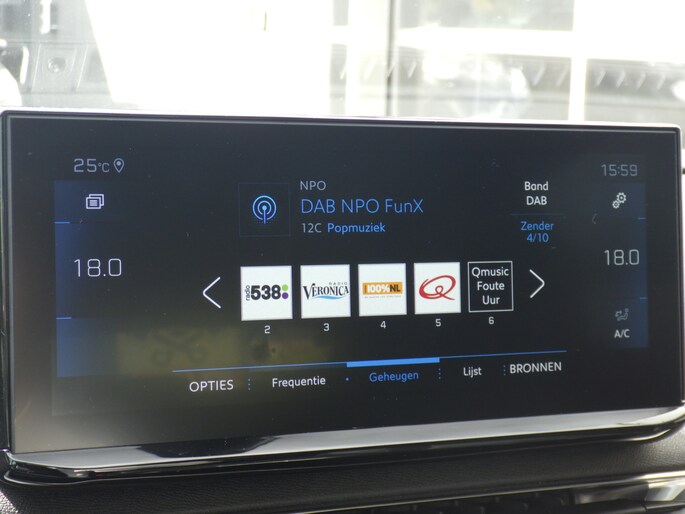 25°C
15:59
NPO
DAB NPO FunX
12C Popmuziek
Band
DAB
Zender
4/10
18.0
18.0
radio 538
RADIO
VERONICA
100%NL
Q
Qmusic
Foute
Uur
2
3
4
5
6
A/C
OPTIES
Frequentie
Geheugen
Lijst
BRONNEN